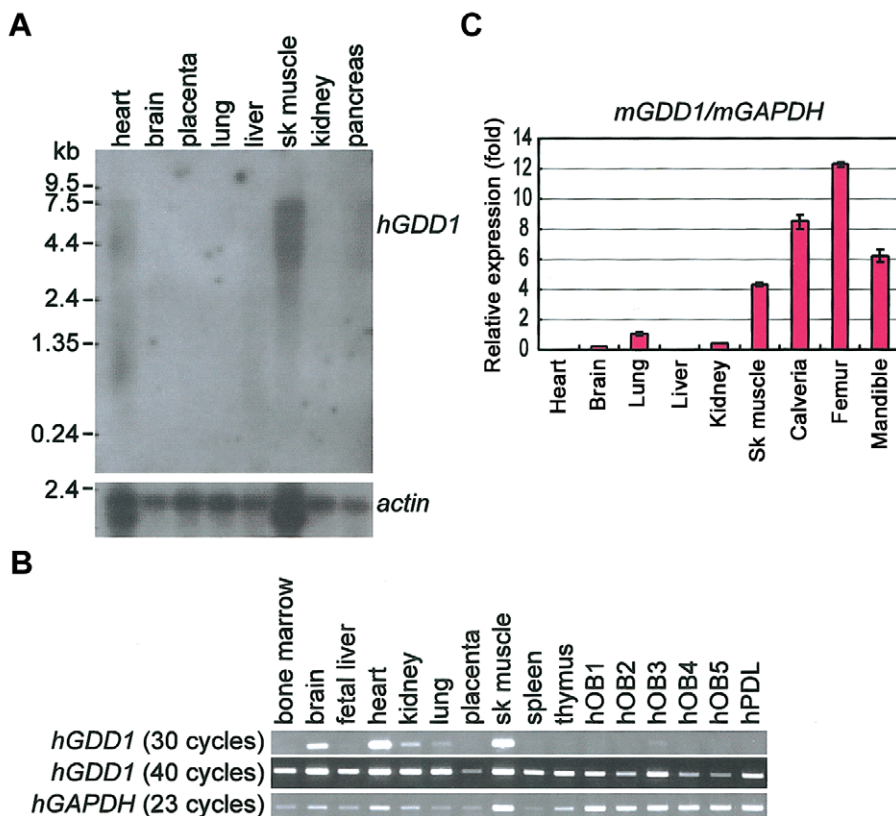 A
heart
brain
placenta
lung
liver
sk muscle
kidney
pancreas
kb
9.5
7.5
4.4
2.4
1.35
0.24
hGDD1
2.4
actin
C
mGDD1/mGAPDH
Relative expression (fold)
14
12
10
8
6
4
2
0
Heart
Brain
Lung
Liver
Kidney
Sk muscle
Calveria
Femur
Mandible
B
bone marrow
brain
fetal liver
heart
kidney
lung
placenta
sk muscle
spleen
thymus
hOB1
hOB2
hOB3
hOB4
hOB5
hPDL
hGDD1 (30 cycles)
hGDD1 (40 cycles)
hGAPDH (23 cycles)